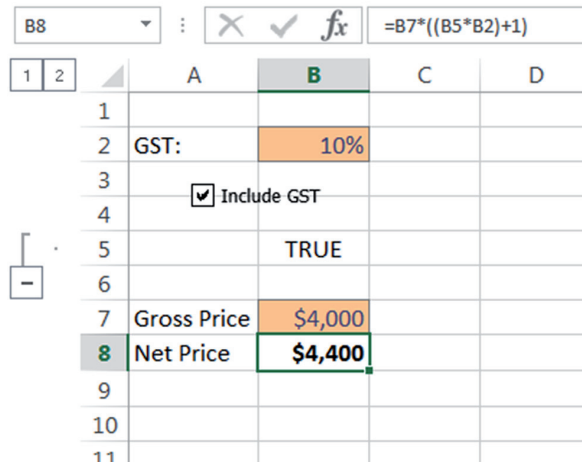 B8 fx =B7*((B5*B2)+1)
1 2 A B C D
1
2 GST: 10%
3
Include GST
4
5 TRUE
6
7 Gross Price $4,000
8 Net Price $4,400
9
10
11